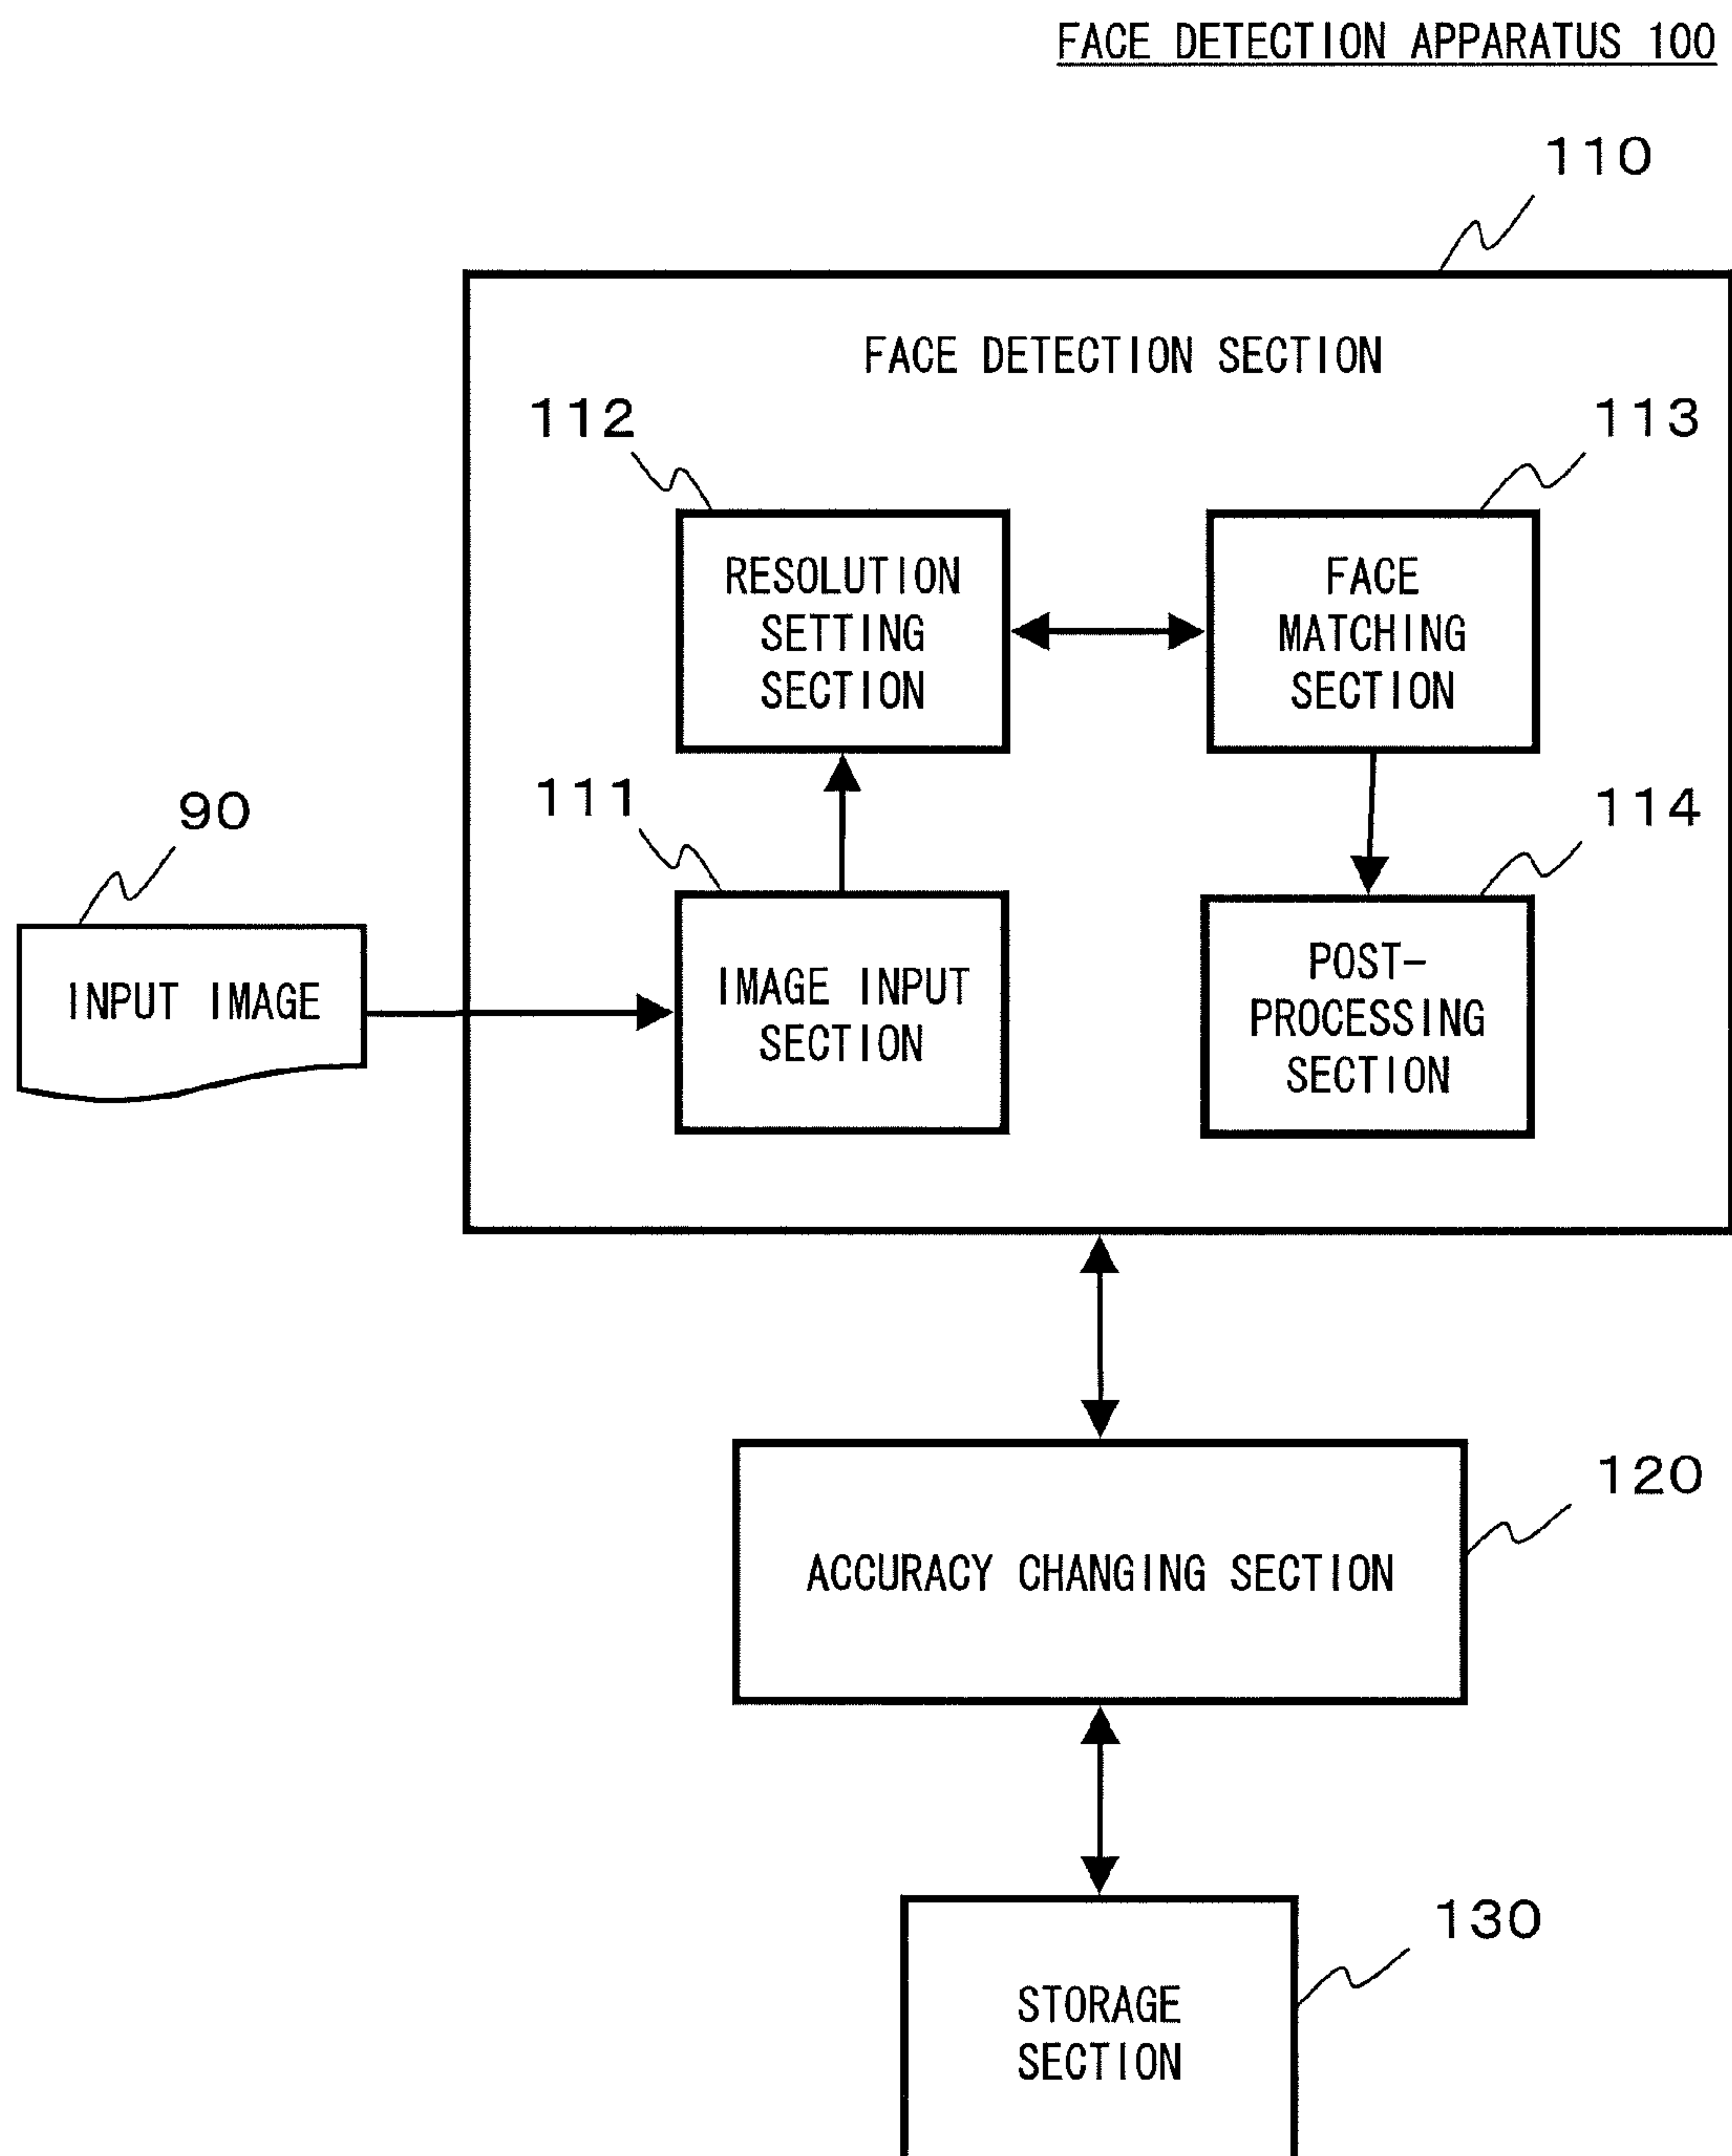 FACE DETECTION APPARATUS 100
110
FACE DETECTION SECTION
112
113
RESOLUTION
SETTING
SECTION
FACE
MATCHING
SECTION
90
111
114
INPUT IMAGE
IMAGE INPUT
SECTION
POST-
PROCESSING
SECTION
120
ACCURACY CHANGING SECTION
130
STORAGE
SECTION